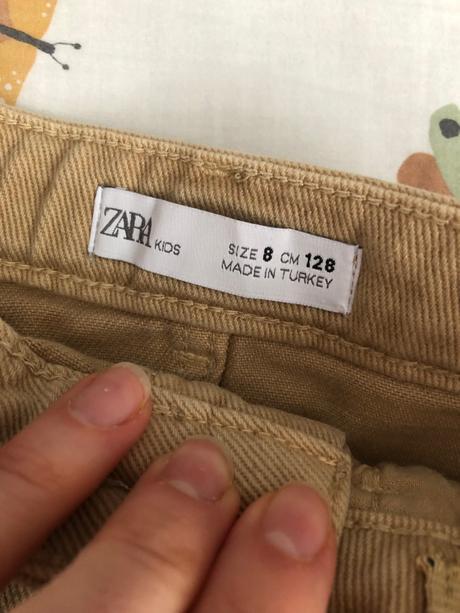 ZARA KIDS
SIZE 8 CM 128
MADE IN TURKEY